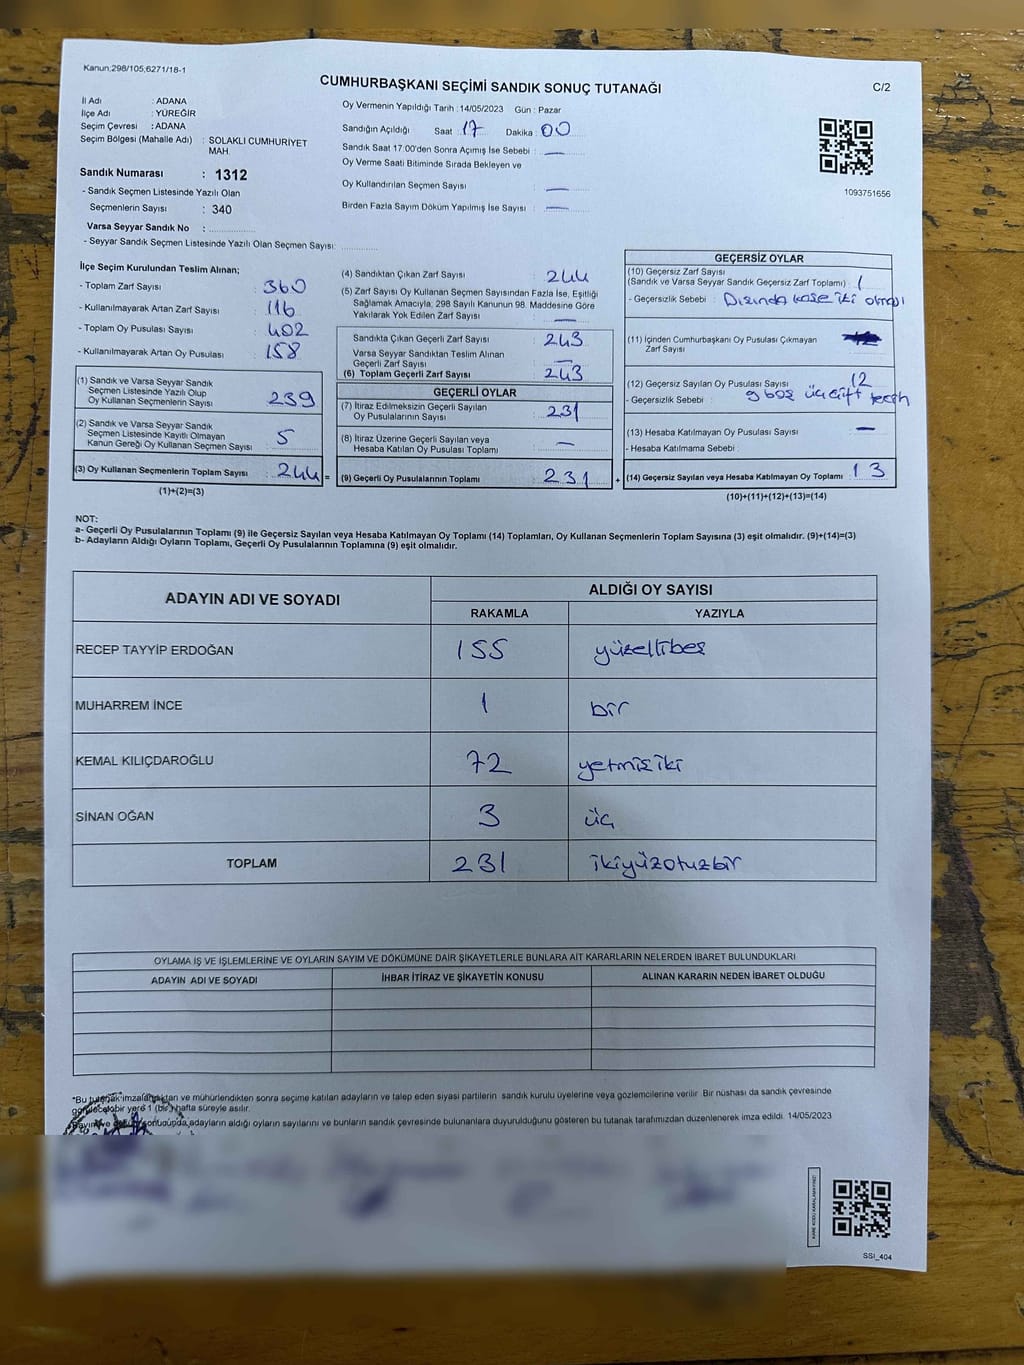 Kanun;298/105,6271/18-1
CUMHURBAŞKANI SEÇİMİ SANDIK SONUÇ TUTANAĞI
C/2
İl Adı : ADANA
İlçe Adı : YÜREĞİR
Seçim Çevresi : ADANA
Seçim Bölgesi (Mahalle Adı) : SOLAKLI CUMHURİYET
MAH.
Sandık Numarası : 1312
- Sandık Seçmen Listesinde Yazılı Olan
Seçmenlerin Sayısı : 340
Varsa Seyyar Sandık No :
- Seyyar Sandık Seçmen Listesinde Yazılı Olan Seçmen Sayısı:
Oy Vermenin Yapıldığı Tarih :14/05/2023 Gün : Pazar
Sandığın Açıldığı Saat : 17 Dakika : 00
Sandık Saat 17:00'den Sonra Açımış İse Sebebi : —
Oy Verme Saati Bitiminde Sırada Bekleyen ve
Oy Kullandırılan Seçmen Sayısı : —
Birden Fazla Sayım Döküm Yapılmış İse Sayısı : —
1093751656
İlçe Seçim Kurulundan Teslim Alınan;
- Toplam Zarf Sayısı : 360
- Kullanılmayarak Artan Zarf Sayısı : 116
- Toplam Oy Pusulası Sayısı : 402
- Kullanılmayarak Artan Oy Pusulası : 158
(1) Sandık ve Varsa Seyyar Sandık
Seçmen Listesinde Yazılı Olup
Oy Kullanan Seçmenlerin Sayısı : 239
(2) Sandık ve Varsa Seyyar Sandık
Seçmen Listesinde Kayıtlı Olmayan
Kanun Gereği Oy Kullanan Seçmen Sayısı : 5
(3) Oy Kullanan Seçmenlerin Toplam Sayısı : 244 =
(1)+(2)=(3)
(4) Sandıktan Çıkan Zarf Sayısı : 244
(5) Zarf Sayısı Oy Kullanan Seçmen Sayısından Fazla İse, Eşitliği
Sağlamak Amacıyla, 298 Sayılı Kanunun 98. Maddesine Göre
Yakılarak Yok Edilen Zarf Sayısı : —
Sandıkta Çıkan Geçerli Zarf Sayısı : 243
Varsa Seyyar Sandıktan Teslim Alınan
Geçerli Zarf Sayısı : —
(6) Toplam Geçerli Zarf Sayısı : 243
GEÇERLİ OYLAR
(7) İtiraz Edilmeksizin Geçerli Sayılan
Oy Pusulalarının Sayısı : 231
(8) İtiraz Üzerine Geçerli Sayılan veya
Hesaba Katılan Oy Pusulası Toplamı : —
(9) Geçerli Oy Pusulalarının Toplamı : 231 +
GEÇERSİZ OYLAR
(10) Geçersiz Zarf Sayısı
(Sandık ve Varsa Seyyar Sandık Geçersiz Zarf Toplamı) : 1
- Geçersizlik Sebebi : Dışında kaşe iki olması
(11) İçinden Cumhurbaşkanı Oy Pusulası Çıkmayan
Zarf Sayısı
(12) Geçersiz Sayılan Oy Pusulası Sayısı : 12
- Geçersizlik Sebebi : 9 boş üç çift tercih
(13) Hesaba Katılmayan Oy Pusulası Sayısı : —
- Hesaba Katılmama Sebebi :
(14) Geçersiz Sayılan veya Hesaba Katılmayan Oy Toplamı : 13
(10)+(11)+(12)+(13)=(14)
NOT:
a- Geçerli Oy Pusulalarının Toplamı (9) ile Geçersiz Sayılan veya Hesaba Katılmayan Oy Toplamı (14) Toplamları, Oy Kullanan Seçmenlerin Toplam Sayısına (3) eşit olmalıdır. (9)+(14)=(3)
b- Adayların Aldığı Oyların Toplamı, Geçerli Oy Pusulalarının Toplamına (9) eşit olmalıdır.
ADAYIN ADI VE SOYADI
ALDIĞI OY SAYISI
RAKAMLA YAZIYLA
RECEP TAYYİP ERDOĞAN 155 yüzellibeş
MUHARREM İNCE 1 bir
KEMAL KILIÇDAROĞLU 72 yetmişiki
SİNAN OĞAN 3 üç
TOPLAM 231 ikiyüzotuzbir
OYLAMA İŞ VE İŞLEMLERİNE VE OYLARIN SAYIM VE DÖKÜMÜNE DAİR ŞİKAYETLERLE BUNLARA AİT KARARLARIN NELERDEN İBARET BULUNDUKLARI
ADAYIN ADI VE SOYADI İHBAR İTİRAZ VE ŞİKAYETİN KONUSU ALINAN KARARIN NEDEN İBARET OLDUĞU
*Bu tutanak imzalandıktan ve mühürlendikten sonra seçime katılan adayların ve talep eden siyasi partilerin sandık kurulu üyelerine veya gözlemcilerine verilir. Bir nüshası da sandık çevresinde
görülecek bir yere 1 (bir) hafta süreyle asılır.
Sayım ve döküm sonucunda adayların aldığı oyların sayılarını ve bunların sandık çevresinde bulunanlara duyurulduğunu gösteren bu tutanak tarafımızdan düzenlenerek imza edildi. 14/05/2023
SSI_404